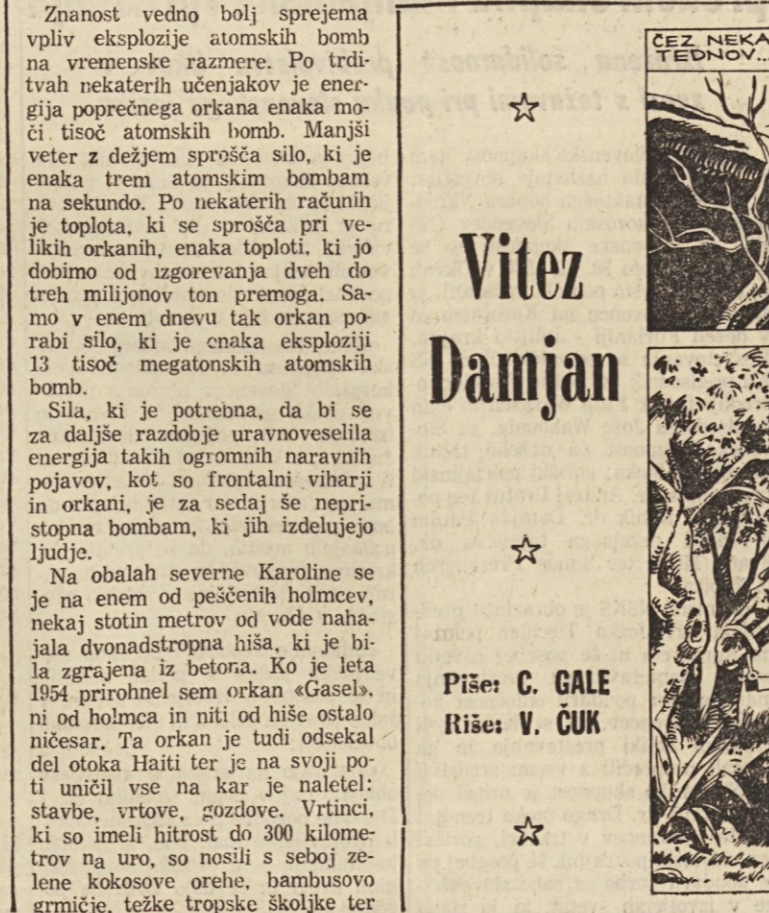 Znanost vedno bolj sprejema
vpliv eksplozije atomskih bomb
na vremenske razmere. Po trdi-
tvah nekaterih učenjakov je ener-
gija poprečnega orkana enaka mo-
či tisoč atomskih bomb. Manjši
veter z dežjem sprošča silo, ki je
enaka trem atomskim bombam
na sekundo. Po nekaterih računih
je toplota, ki se sprošča pri ve-
likih orkanih, enaka toploti, ki jo
dobimo od izgorevanja dveh do
treh milijonov ton premoga. Sa-
mo v enem dnevu tak orkan po-
rabi silo, ki je enaka eksploziji
13 tisoč megatonskih atomskih
bomb.
Sila, ki je potrebna, da bi se
za daljše razdobje uravnoveselila
energija takih ogromnih naravnih
pojavov, kot so frontalni viharji
in orkani, je za sedaj še nepri-
stopna bombam, ki jih izdelujejo
ljudje.
Na obalah severne Karoline se
je na enem od peščenih holmcev,
nekaj stotin metrov od vode naha-
jala dvonadstropna hiša, ki je bi-
la zgrajena iz betona. Ko je leta
1954 prirohnel sem orkan «Gasel»,
ni od holmca in niti od hiše ostalo
ničesar. Ta orkan je tudi odsekal
del otoka Haiti ter je na svoji po-
ti uničil vse na kar je naletel:
stavbe, vrtove, gozdove. Vrtinci,
ki so imeli hitrost do 300 kilome-
trov na uro, so nosili s seboj ze-
lene kokosove orehe, bambusovo
grmičje, težke tropske školjke ter
Vitez
Damjan
Piše: C. GALE
Riše: V. ČUK
ČEZ NEKA
TEDNOV..